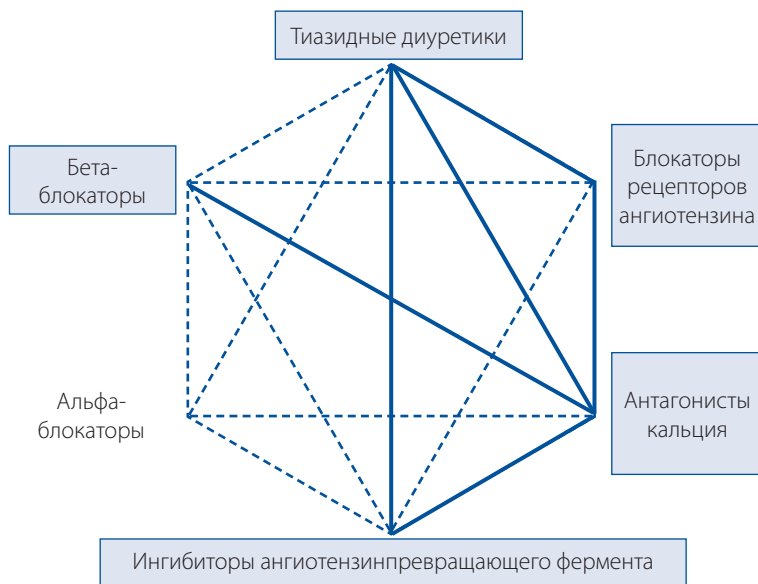 Тиазидные диуретики
Бета-
блокаторы
Блокаторы
рецепторов
ангиотензина
Альфа-
блокаторы
Антагонисты
кальция
Ингибиторы ангиотензинпревращающего фермента